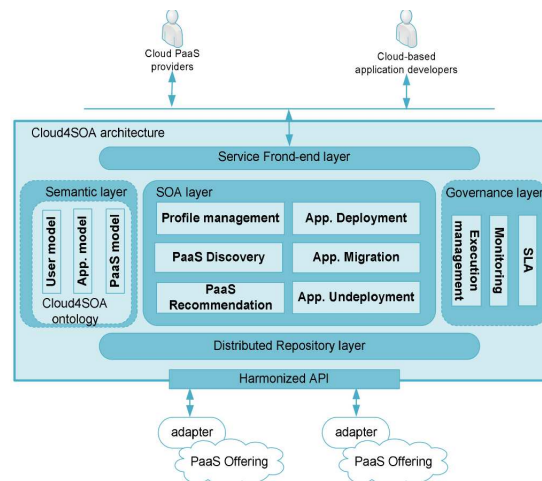 Cloud PaaS
providers
Cloud-based
application developers
Cloud4SOA architecture
Service Frond-end layer
Semantic layer
User model
App. model
PaaS model
Cloud4SOA
ontology
SOA layer
Profile management
App. Deployment
PaaS Discovery
App. Migration
PaaS
Recommendation
App. Undeployment
Governance layer
Execution
management
Monitoring
SLA
Distributed Repository layer
Harmonized API
adapter
adapter
PaaS Offering
PaaS Offering